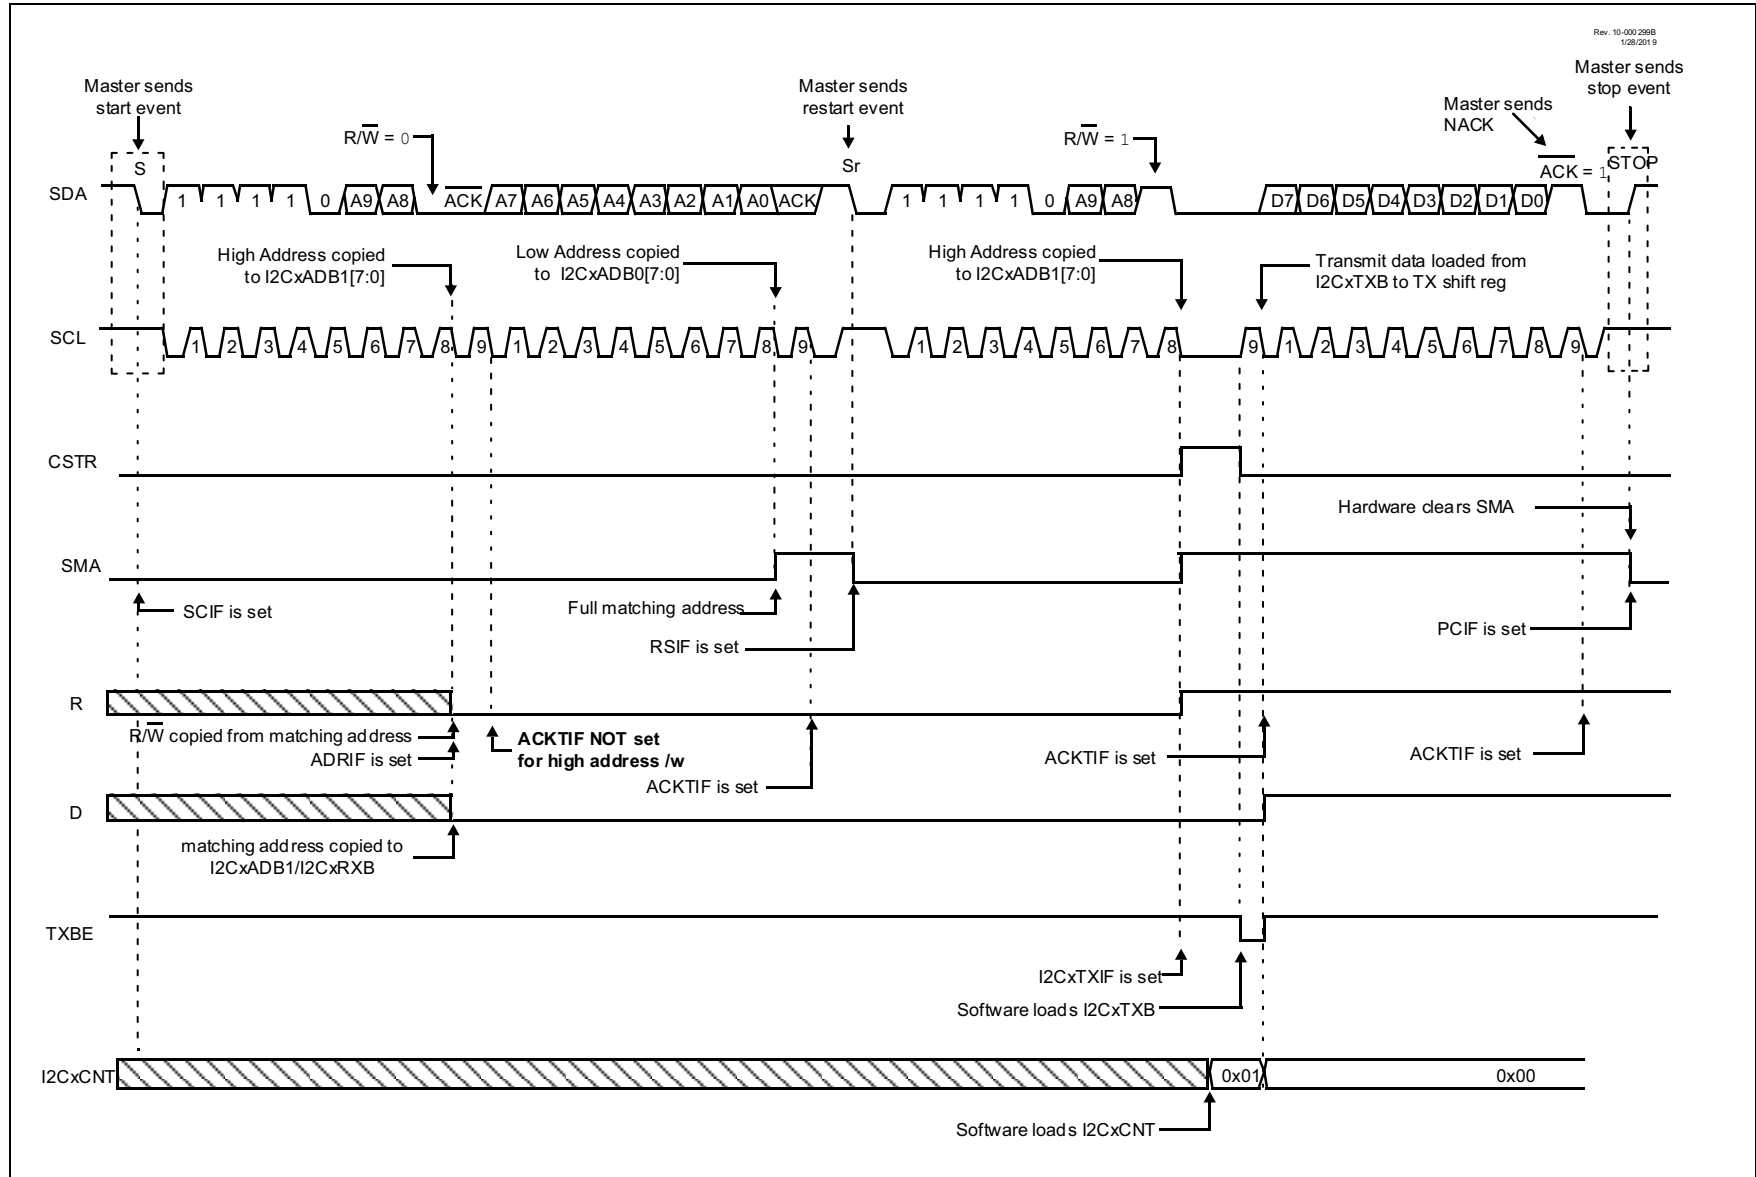 Rev. 10-000 299B
1/28/2019
Master sends
start event
Master sends
restart event
Master sends
stop event
Master sends
NACK
R/W = 0
R/W = 1
S
Sr
ACK = 1
STOP
SDA
1 1 1 1 0 A9 A8 ACK A7 A6 A5 A4 A3 A2 A1 A0 ACK 1 1 1 1 0 A9 A8 D7 D6 D5 D4 D3 D2 D1 D0
High Address copied
to I2CxADB1[7:0]
Low Address copied
to I2CxADB0[7:0]
High Address copied
to I2CxADB1[7:0]
Transmit data loaded from
I2CxTXB to TX shift reg
SCL
1 2 3 4 5 6 7 8 9 1 2 3 4 5 6 7 8 9 1 2 3 4 5 6 7 8 9 1 2 3 4 5 6 7 8 9
CSTR
Hardware clears SMA
SMA
SCIF is set
Full matching address
RSIF is set
PCIF is set
R
R/W copied from matching address
ADRIF is set
ACKTIF NOT set
for high address /w
ACKTIF is set
ACKTIF is set
ACKTIF is set
D
matching address copied to
I2CxADB1/I2CxRXB
TXBE
I2CxTXIF is set
Software loads I2CxTXB
I2CxCNT
0x01
0x00
Software loads I2CxCNT